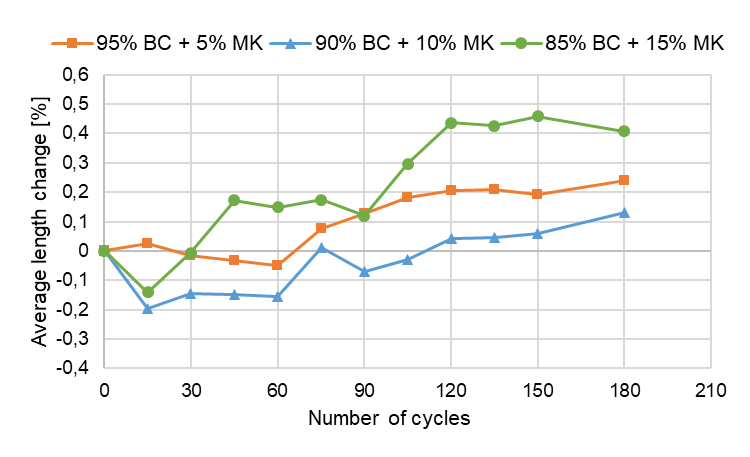 95% BC + 5% MK 90% BC + 10% MK 85% BC + 15% MK
0,6
0,5
0,4
0,3
0,2
0,1
0
-0,1
-0,2
-0,3
-0,4
Average length change [%]
0 30 60 90 120 150 180 210
Number of cycles